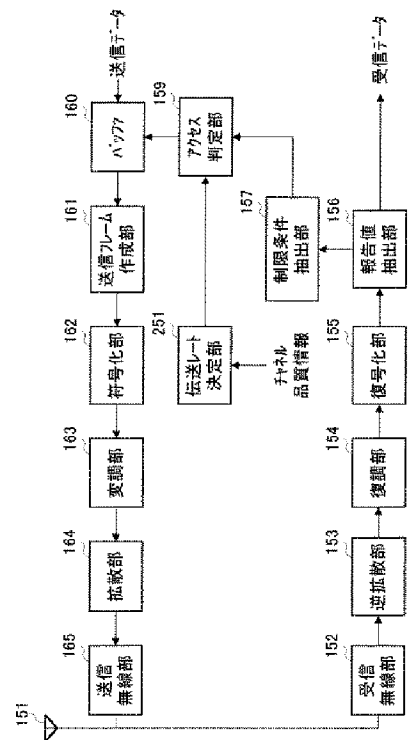 151
165
送信
無線部
164
拡散部
163
変調部
162
符号化部
161
送信フレーム
作成部
160
バッファ
送信データ
251
伝送レート
決定部
チャネル
品質情報
159
アクセス
判定部
157
制限条件
抽出部
152
受信
無線部
153
逆拡散部
154
復調部
155
復号化部
156
報告値
抽出部
受信データ